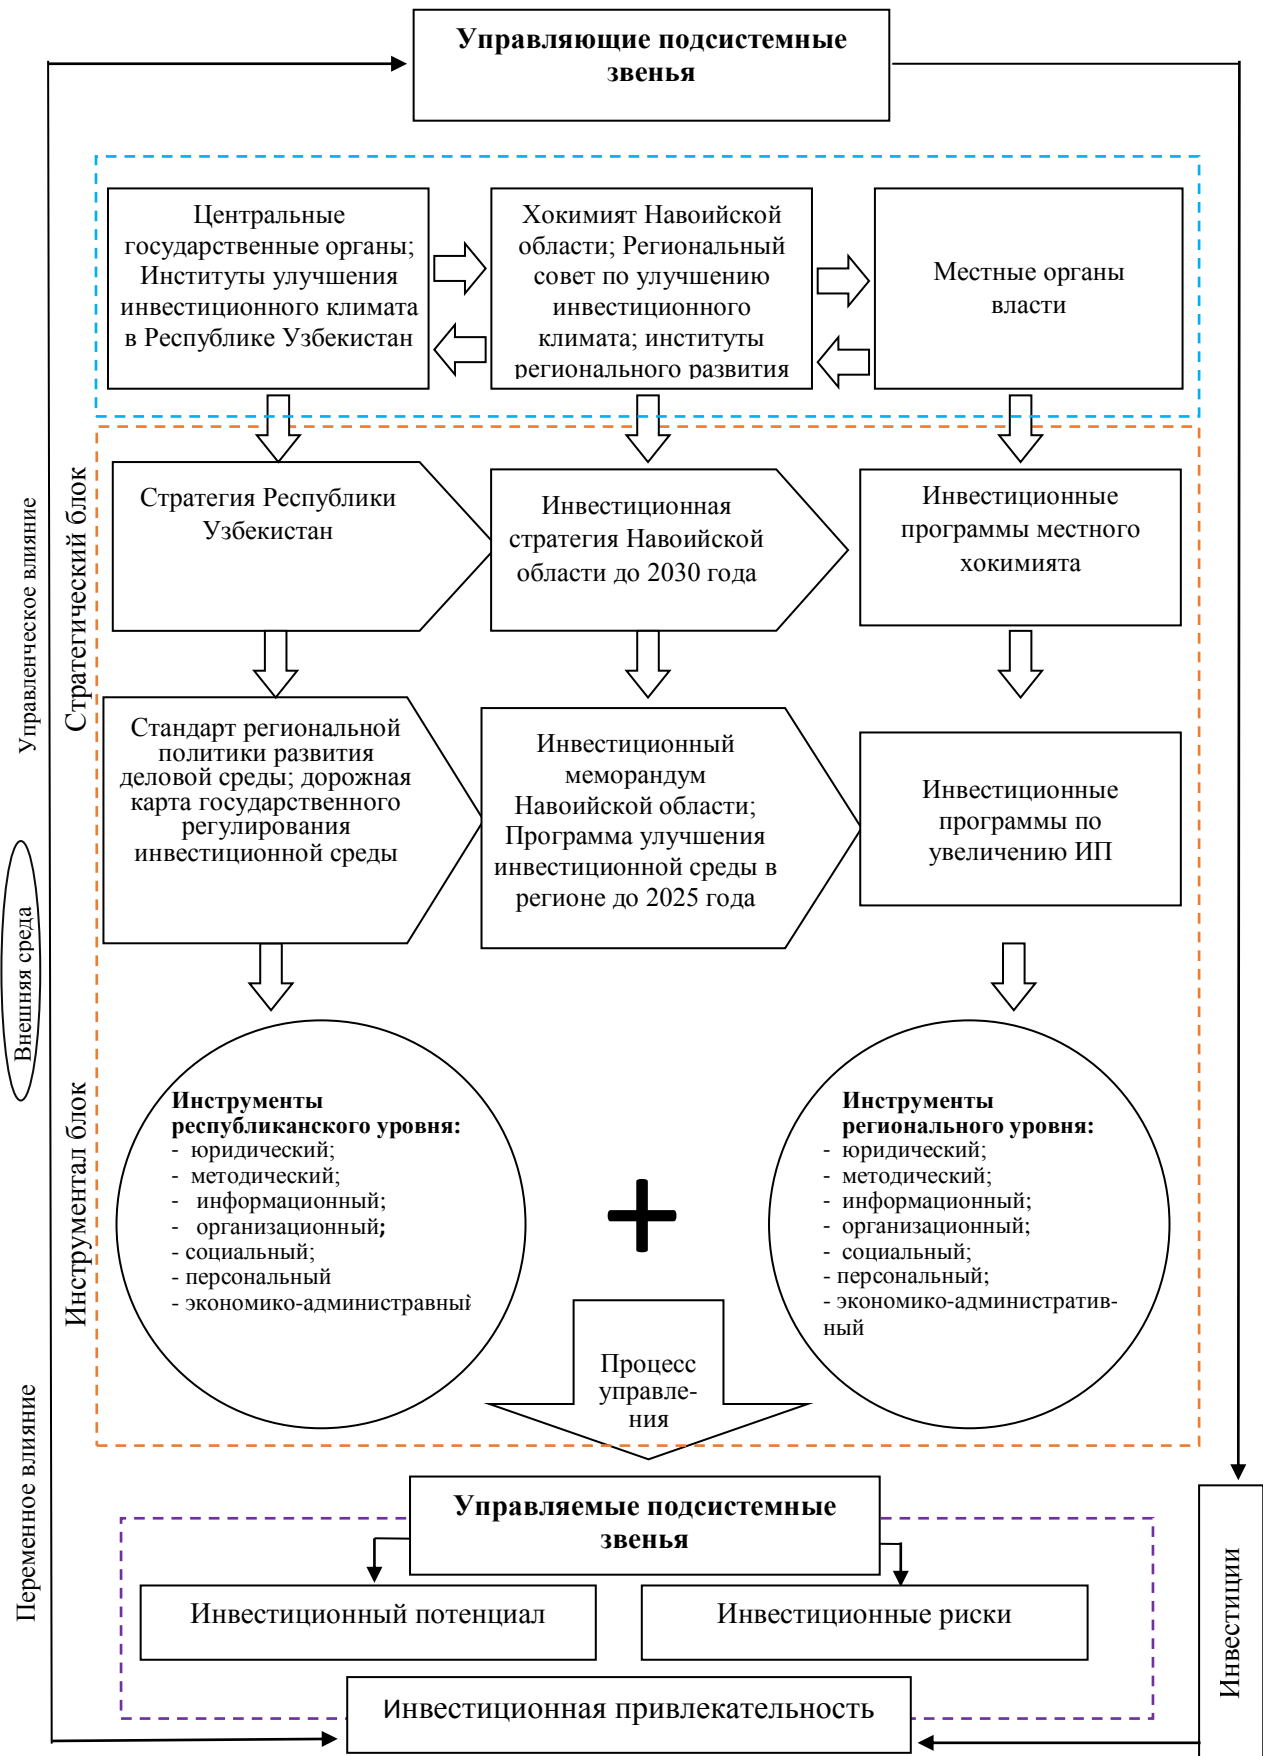 Управляющие подсистемные
звенья
Центральные
государственные органы;
Институты улучшения
инвестиционного климата
в Республике Узбекистан
Хокимият Навоийской
области; Региональный
совет по улучшению
инвестиционного
климата; институты
регионального развития
Местные органы
власти
Управленческое влияние
Стратегический блок
Стратегия Республики
Узбекистан
Инвестиционная
стратегия Навоийской
области до 2030 года
Инвестиционные
программы местного
хокимията
Стандарт региональной
политики развития
деловой среды; дорожная
карта государственного
регулирования
инвестиционной среды
Инвестиционный
меморандум
Навоийской области;
Программа улучшения
инвестиционной среды в
регионе до 2025 года
Инвестиционные
программы по
увеличению ИП
Внешняя среда
Инструментал блок
Инструменты
республиканского уровня:
- юридический;
- методический;
- информационный;
- организационный;
- социальный;
- персональный
- экономико-администравный
Инструменты
регионального уровня:
- юридический;
- методический;
- информационный;
- организационный;
- социальный;
- персональный;
- экономико-административ-
ный
+
Процесс
управле-
ния
Переменное влияние
Управляемые подсистемные
звенья
Инвестиционный потенциал
Инвестиционные риски
Инвестиционная привлекательность
Инвестиции